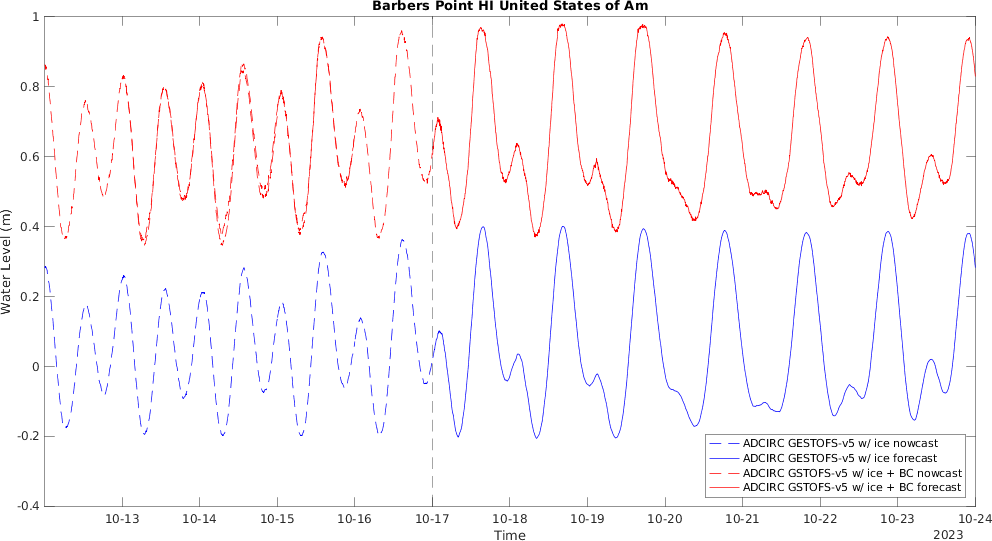 Barbers Point HI United States of Am
1
0.8
0.6
0.4
0.2
0
-0.2
-0.4
Water Level (m)
10-13 10-14 10-15 10-16 10-17 10-18 10-19 10-20 10-21 10-22 10-23 10-24
Time
2023
ADCIRC GESTOFS-v5 w/ ice nowcast
ADCIRC GESTOFS-v5 w/ ice forecast
ADCIRC GSTOFS-v5 w/ ice + BC nowcast
ADCIRC GSTOFS-v5 w/ ice + BC forecast